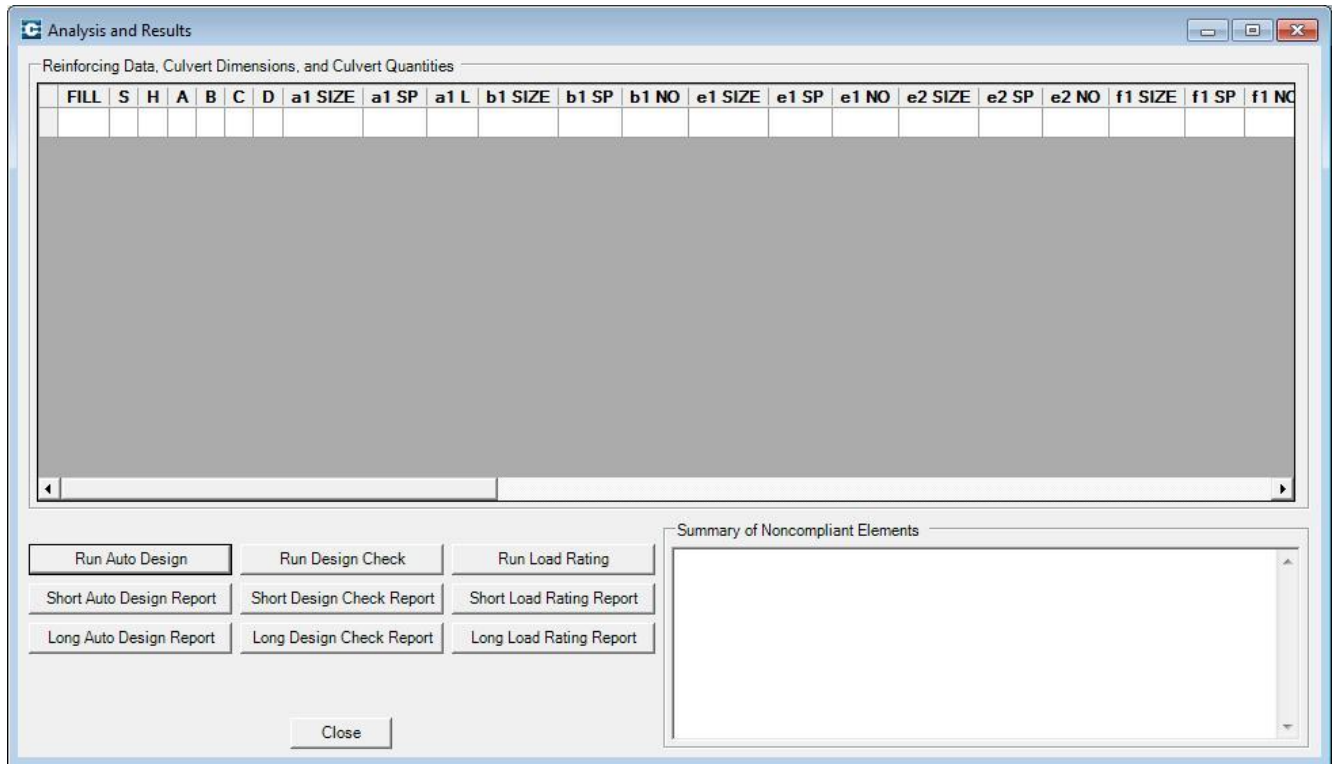 Analysis and Results
Reinforcing Data, Culvert Dimensions, and Culvert Quantities
FILL S H A B C D a1 SIZE a1 SP a1 L b1 SIZE b1 SP b1 NO e1 SIZE e1 SP e1 NO e2 SIZE e2 SP e2 NO f1 SIZE f1 SP f1 NO
Summary of Noncompliant Elements
Run Auto Design Run Design Check Run Load Rating
Short Auto Design Report Short Design Check Report Short Load Rating Report
Long Auto Design Report Long Design Check Report Long Load Rating Report
Close